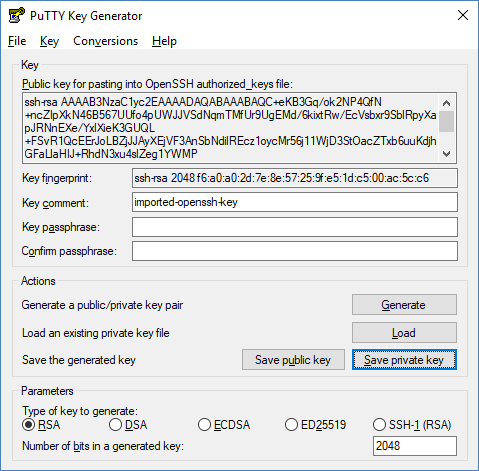 PuTTY Key Generator
File Key Conversions Help
Key
Public key for pasting into OpenSSH authorized_keys file:
ssh-rsa AAAAB3NzaC1yc2EAAAADAQABAAABAQC+eKB3Gq/ok2NP4QfN
+ncZlpXkN46B567UUfo4pUWJJVSdNqmTMfUr9UgEMd/6kixtRw/EcVsbxr9SblRpyXa
pJRNnEXe/YxlXieK3GUQL
+FSvR1QcEErJoLBZjJJAyXEjVF3AnSbNdilREcz1oycMr56j11WjD3StOacZTxb6uuKdjh
GFaLlaHIJ+RhdN3xu4slZeg1YWMP
Key fingerprint: ssh-rsa 2048 f6:a0:a0:2d:7e:8e:57:25:9f:e5:1d:c5:00:ac:5c:c6
Key comment: imported-openssh-key
Key passphrase:
Confirm passphrase:
Actions
Generate a public/private key pair Generate
Load an existing private key file Load
Save the generated key Save public key Save private key
Parameters
Type of key to generate:
RSA DSA ECDSA ED25519 SSH-1 (RSA)
Number of bits in a generated key: 2048